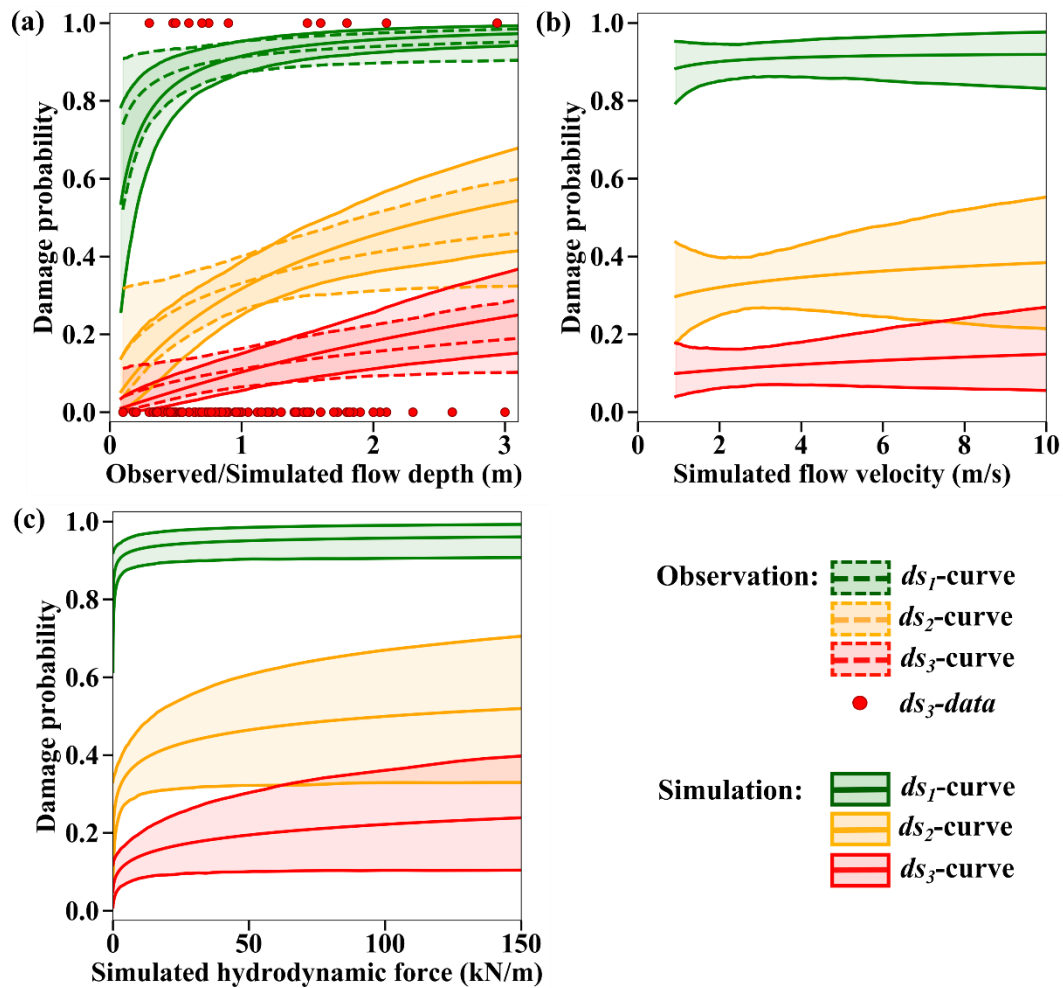 (a)
1.0
0.8
0.6
0.4
0.2
0.0
Damage probability
0
1
2
3
Observed/Simulated flow depth (m)
(b)
1.0
0.8
0.6
0.4
0.2
0.0
Damage probability
0
2
4
6
8
10
Simulated flow velocity (m/s)
(c)
1.0
0.8
0.6
0.4
0.2
0.0
Damage probability
0
50
100
150
Simulated hydrodynamic force (kN/m)
Observation:
ds1-curve
ds2-curve
ds3-curve
ds3-data
Simulation:
ds1-curve
ds2-curve
ds3-curve